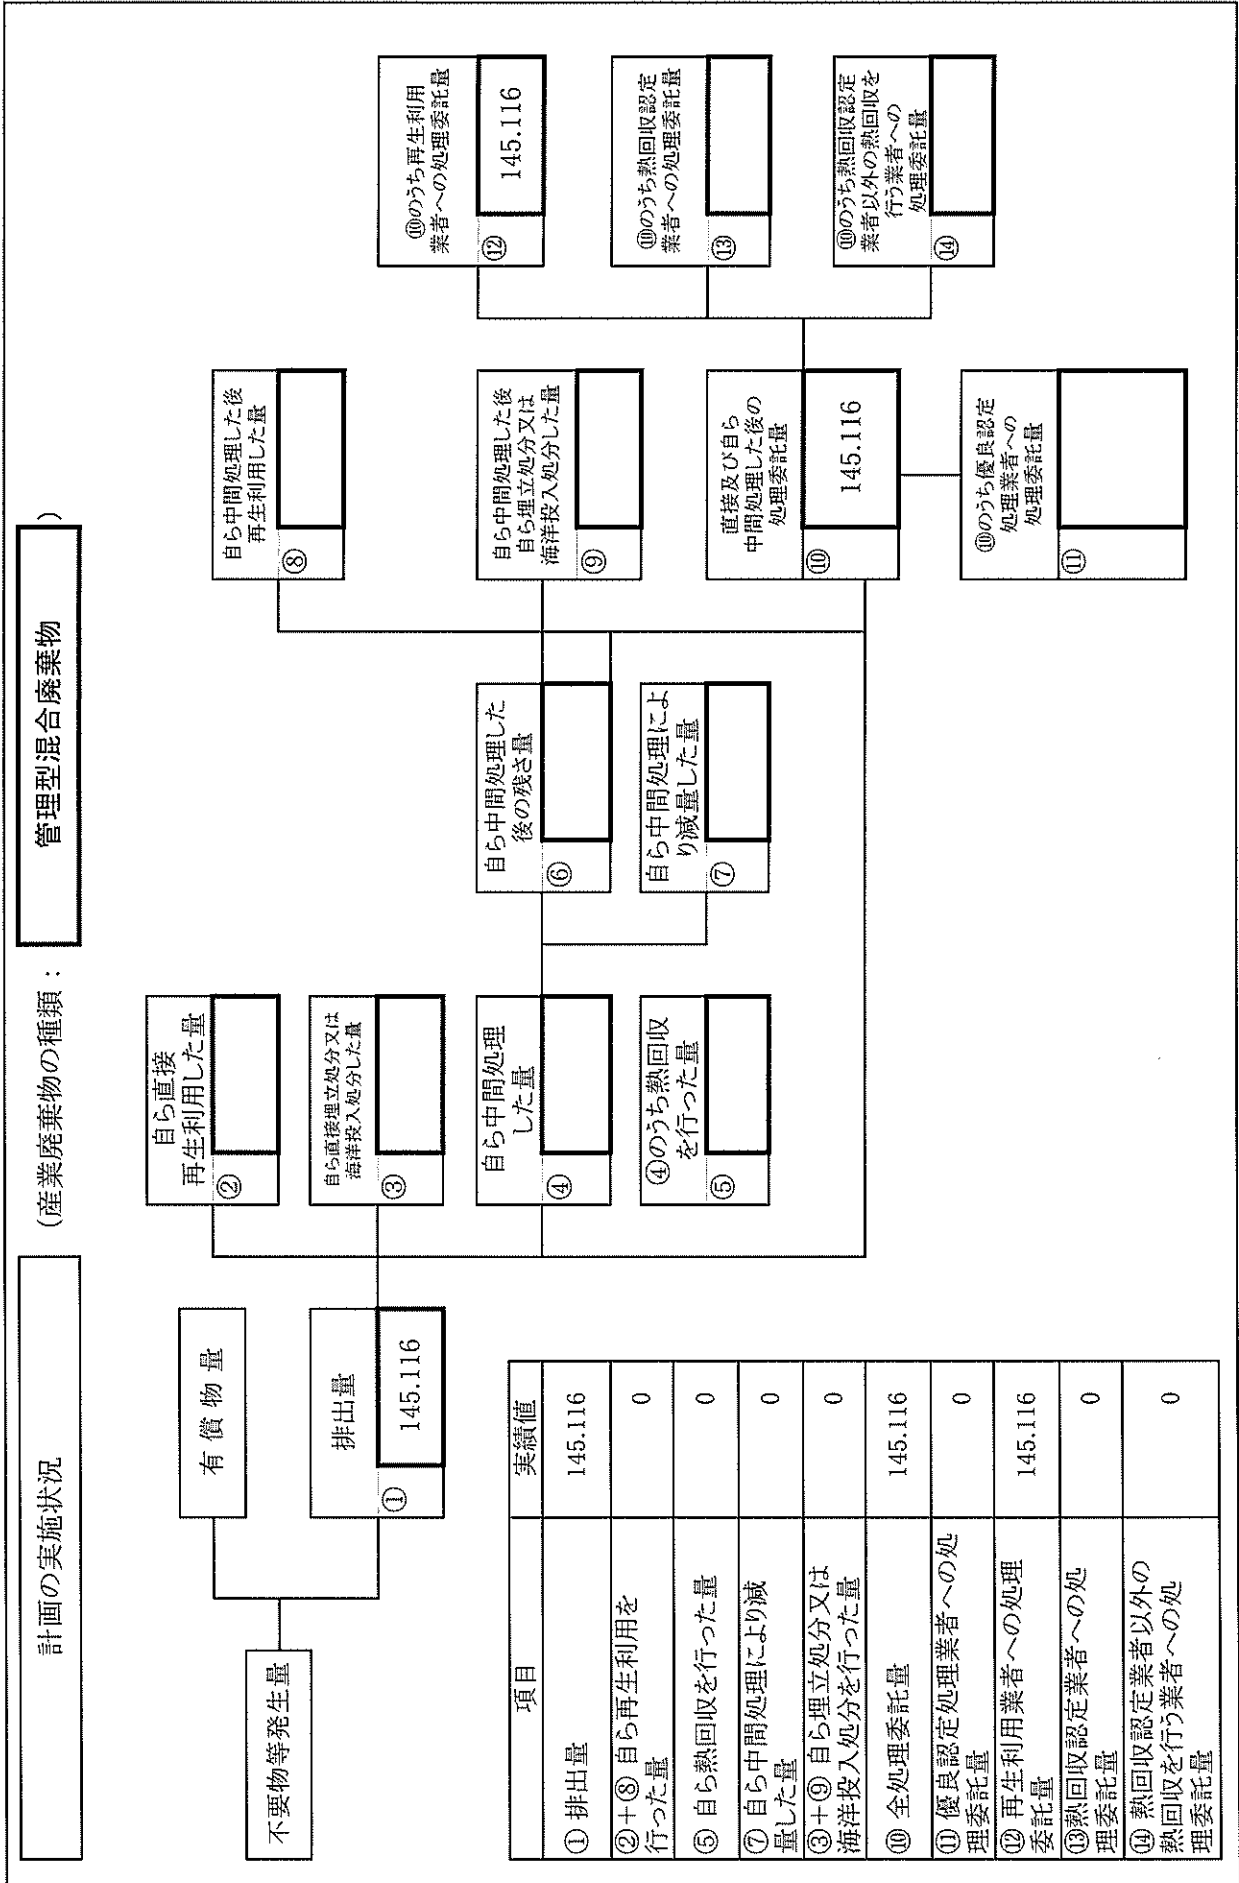 計画の実施状況
(産業廃棄物の種類：
管理型混合廃棄物
)
不要物等発生量
有 償 物 量
排出量
①
145.116
自ら直接
再生利用した量
②
自ら直接埋立処分又は
海洋投入処分した量
③
自ら中間処理
した量
④
④のうち熱回収
を行った量
⑤
自ら中間処理した
後の残さ量
⑥
自ら中間処理によ
り減量した量
⑦
自ら中間処理した後
再生利用した量
⑧
自ら中間処理した後
自ら埋立処分又は
海洋投入処分した量
⑨
直接及び自ら
中間処理した後の
処理委託量
⑩
145.116
⑩のうち優良認定
処理業者への
処理委託量
⑪
⑩のうち再生利用
業者への処理委託量
⑫
145.116
⑩のうち熱回収認定
業者への処理委託量
⑬
⑩のうち熱回収認定
業者以外の熱回収を
行う業者への
処理委託量
⑭
項目 実績値
① 排出量 145.116
②＋⑧ 自ら再生利用を
行った量 0
⑤ 自ら熱回収を行った量 0
⑦ 自ら中間処理により減
量した量 0
③＋⑨ 自ら埋立処分又は
海洋投入処分を行った量 0
⑩ 全処理委託量 145.116
⑪ 優良認定処理業者への処
理委託量 0
⑫ 再生利用業者への処理
委託量 145.116
⑬熱回収認定業者への処
理委託量 0
⑭ 熱回収認定業者以外の
熱回収を行う業者への処
理委託量 0